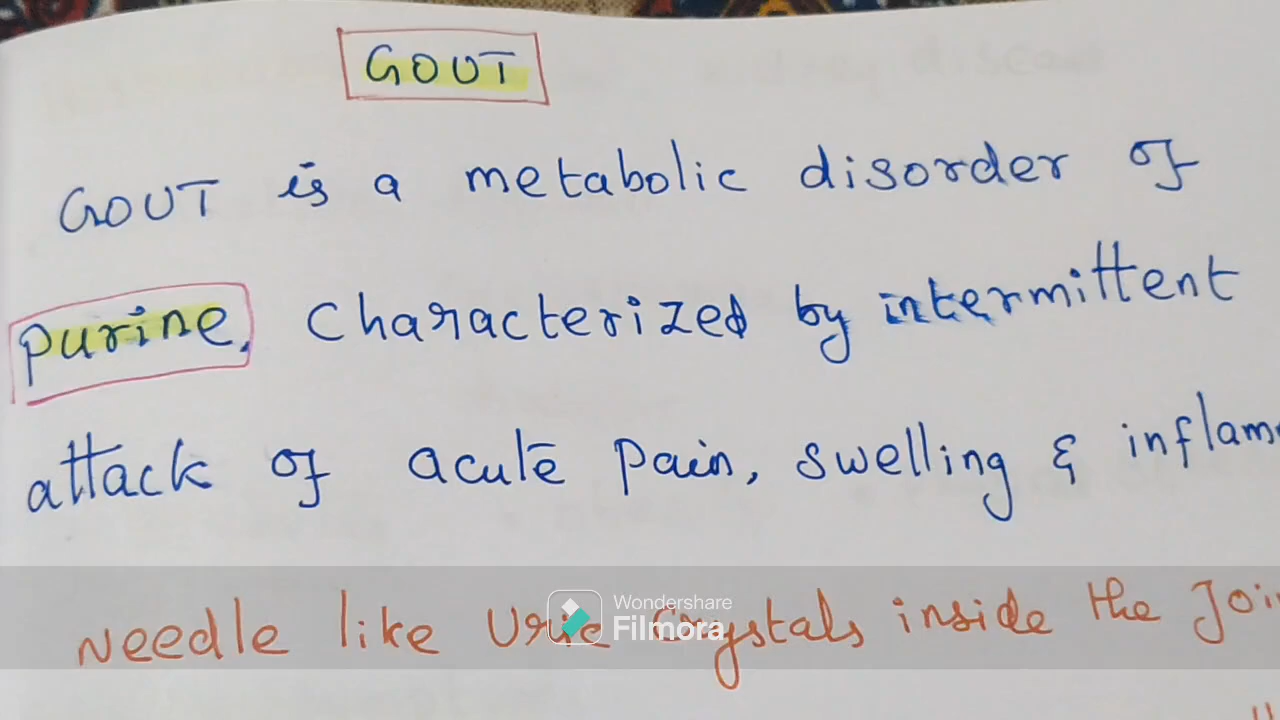 GOUT
GOUT is a metabolic disorder of
purine, characterized by intermittent
attack of acute pain, swelling & inflam
Needle like Uric Crystals inside the Joi
Wondershare
Filmora